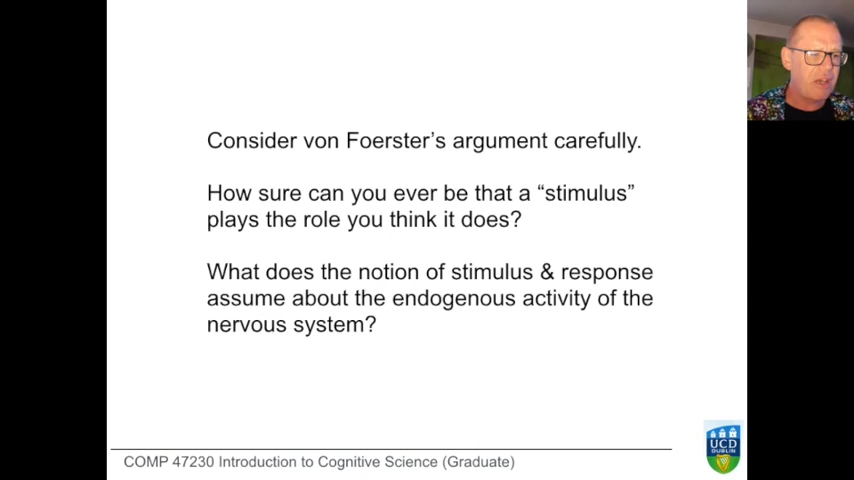 Consider von Foerster's argument carefully.
How sure can you ever be that a “stimulus”
plays the role you think it does?
What does the notion of stimulus & response
assume about the endogenous activity of the
nervous system?
COMP 47230 Introduction to Cognitive Science (Graduate)
UCD
DUBLIN